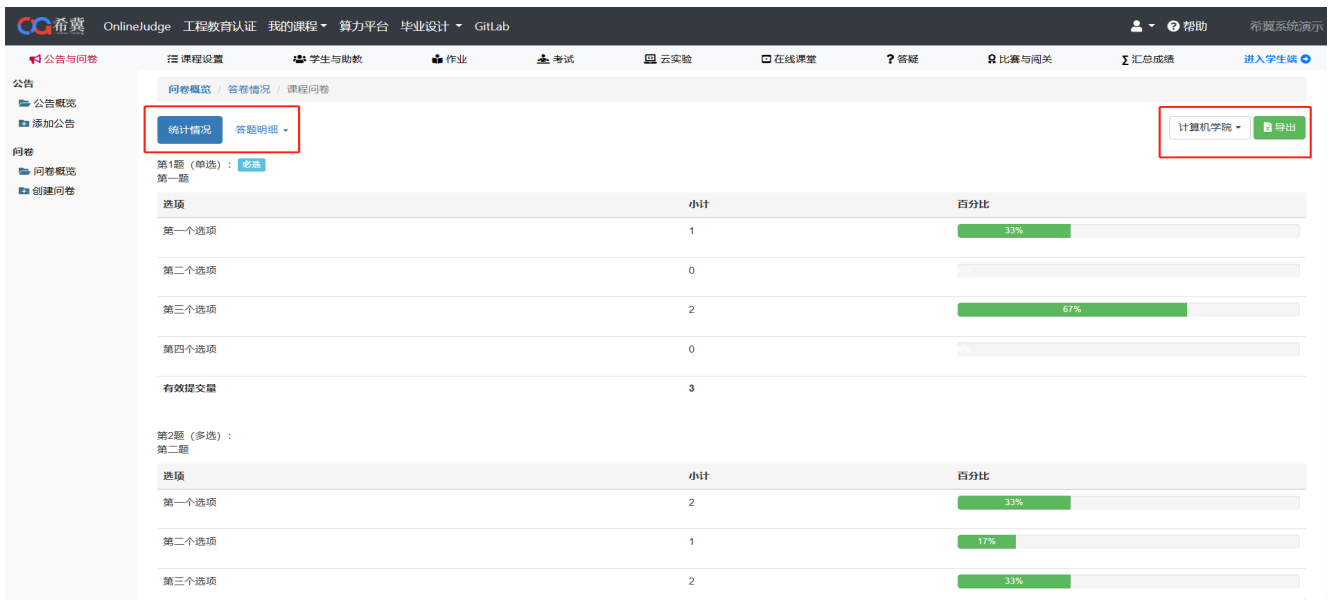 CG希冀 OnlineJudge 工程教育认证 我的课程 算力平台 毕业设计 GitLab 帮助 希冀系统演示
公告与问卷 课程设置 学生与助教 作业 考试 云实验 在线课堂 ? 答疑 比赛与闯关 ∑ 汇总成绩 进入学生端
公告
公告概览
添加公告
问卷
问卷概览
创建问卷
问卷概览 / 答卷情况 / 课程问卷
统计情况 答题明细 计算机学院 导出
第1题 (单选) : 必选
第一题
选项 小计 百分比
第一个选项 1 33%
第二个选项 0
第三个选项 2 67%
第四个选项 0
有效提交量 3
第2题 (多选) :
第二题
选项 小计 百分比
第一个选项 2 33%
第二个选项 1 17%
第三个选项 2 33%